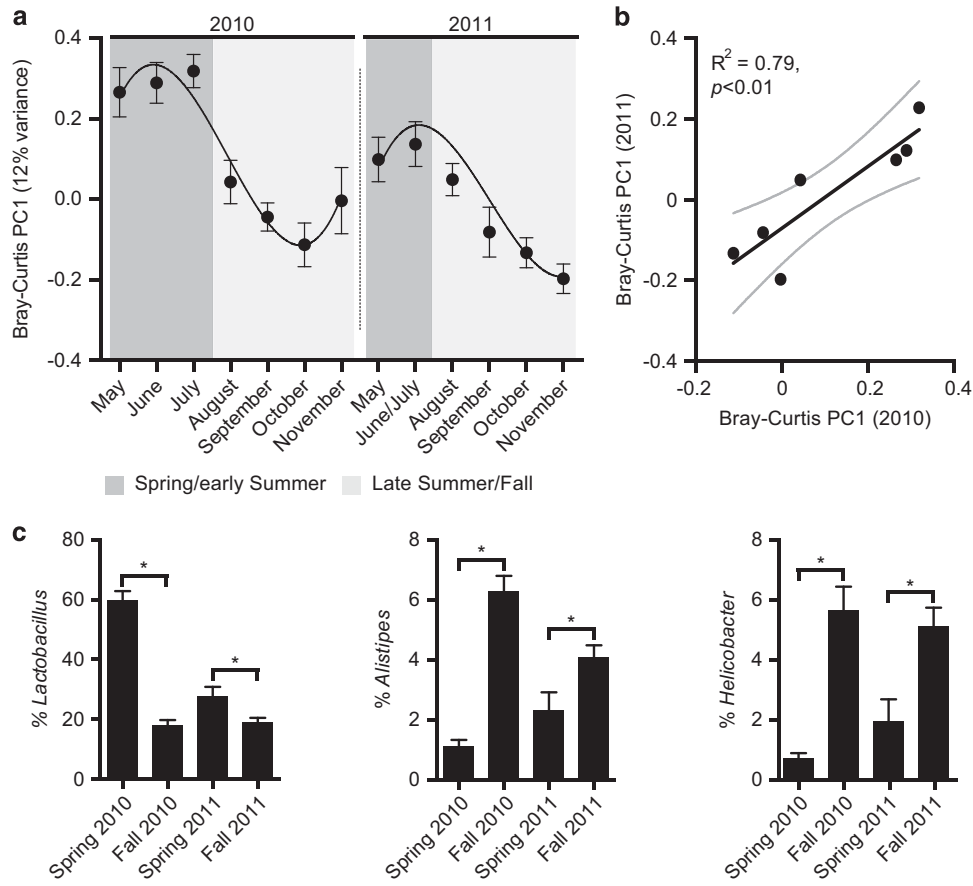 a
2010 2011
Bray-Curtis PC1 (12% variance)
0.4
0.2
0.0
-0.2
-0.4
May June July August September October November May June/July August September October November
Spring/early Summer Late Summer/Fall
b
R² = 0.79,
p<0.01
Bray-Curtis PC1 (2011)
0.4
0.2
0
-0.2
-0.4
-0.2 0 0.2 0.4
Bray-Curtis PC1 (2010)
c
% Lactobacillus
80
60
40
20
0
* *
Spring 2010 Fall 2010 Spring 2011 Fall 2011
% Alistipes
8
6
4
2
0
* *
Spring 2010 Fall 2010 Spring 2011 Fall 2011
% Helicobacter
8
6
4
2
0
* *
Spring 2010 Fall 2010 Spring 2011 Fall 2011